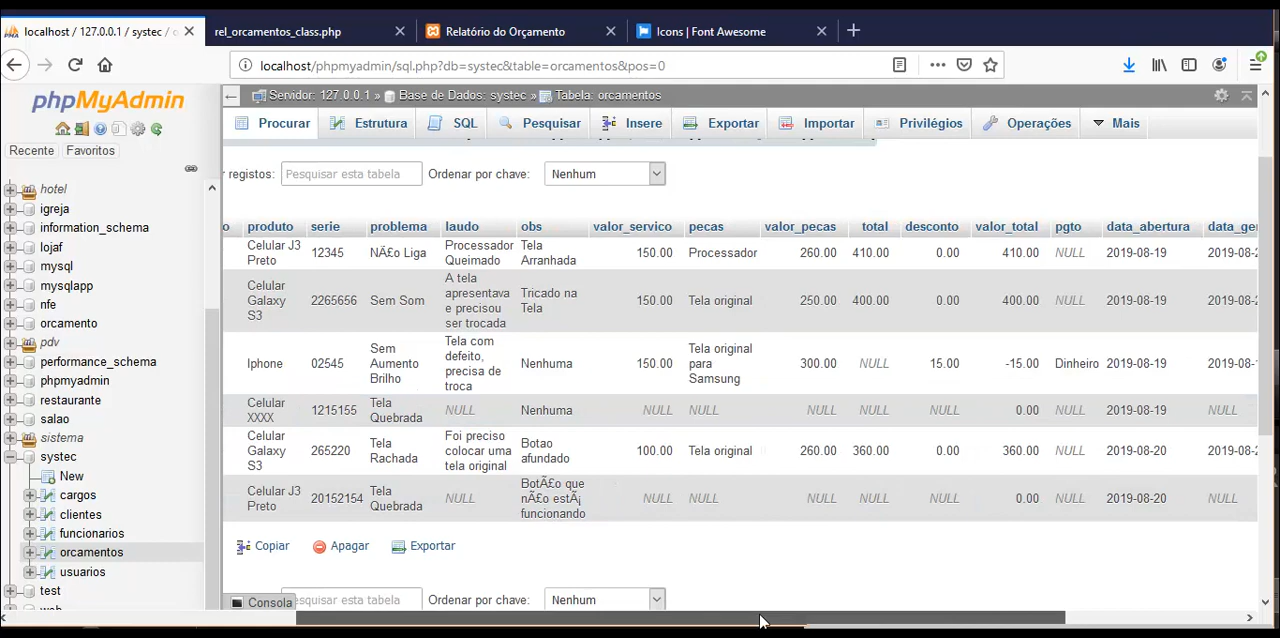 localhost / 127.0.0.1 / systec / o
rel_orcamentos_class.php
Relatório do Orçamento
Icons | Font Awesome
localhost/phpmyadmin/sql.php?db=systec&table=orcamentos&pos=0
phpMyAdmin
Recente Favoritos
hotel
igreja
information_schema
lojaf
mysql
mysqlapp
nfe
orcamento
pdv
performance_schema
phpmyadmin
restaurante
salao
sistema
systec
New
cargos
clientes
funcionarios
orcamentos
usuarios
test
Servidor: 127.0.0.1 » Base de Dados: systec » Tabela: orcamentos
Procurar Estrutura SQL Pesquisar Insere Exportar Importar Privilégios Operações Mais
r registos: Pesquisar esta tabela Ordenar por chave: Nenhum
o produto serie problema laudo obs valor_servico pecas valor_pecas total desconto valor_total pgto data_abertura data_ge
Celular J3 Preto 12345 NÃ£o Liga Processador Queimado Tela Arranhada 150.00 Processador 260.00 410.00 0.00 410.00 NULL 2019-08-19 2019-08-2
Celular Galaxy S3 2265656 Sem Som A tela apresentava e precisou ser trocada Tricado na Tela 150.00 Tela original 250.00 400.00 0.00 400.00 NULL 2019-08-19 2019-08-2
Iphone 02545 Sem Aumento Brilho Tela com defeito, precisa de troca Nenhuma 150.00 Tela original para Samsung 300.00 NULL 15.00 -15.00 Dinheiro 2019-08-19 2019-08-
Celular XXXX 1215155 Tela Quebrada NULL Nenhuma NULL NULL NULL NULL NULL 0.00 NULL 2019-08-19 NULL
Celular Galaxy S3 265220 Tela Rachada Foi preciso colocar uma tela original Botao afundado 100.00 Tela original 260.00 360.00 0.00 360.00 NULL 2019-08-20 2019-08-2
Celular J3 Preto 20152154 Tela Quebrada NULL BotÃ£o que nÃ£o estÃ¡ funcionando NULL NULL NULL NULL NULL 0.00 NULL 2019-08-20 NULL
Copiar Apagar Exportar
Consola esquisar esta tabela Ordenar por chave: Nenhum